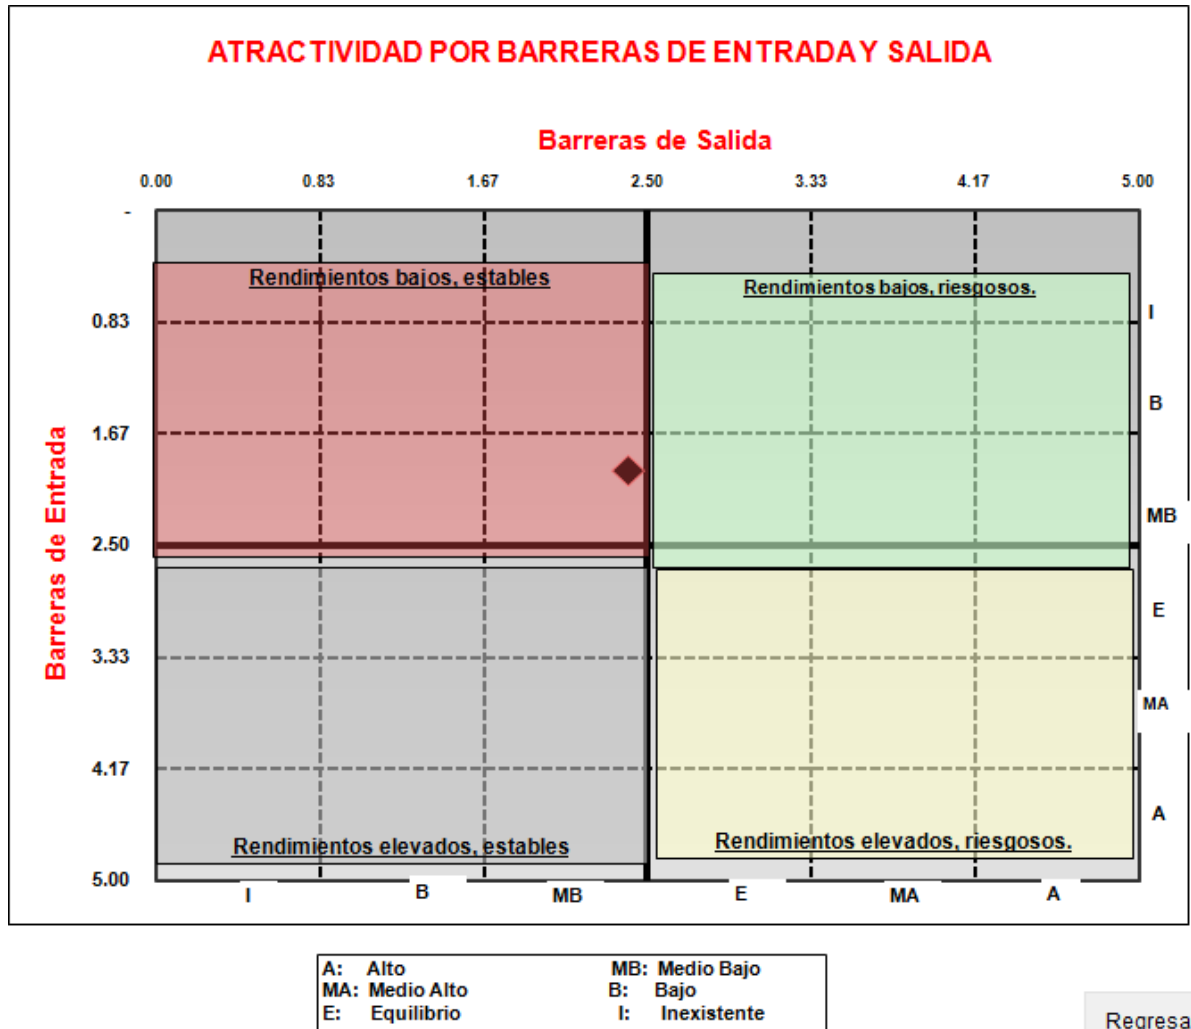 ATRACTIVIDAD POR BARRERAS DE ENTRADA Y SALIDA
Barreras de Salida
0.00 0.83 1.67 2.50 3.33 4.17 5.00
-
Rendimientos bajos, estables
Rendimientos bajos, riesgosos.
0.83
I
B
1.67
Barreras de Entrada
MB
2.50
E
3.33
MA
4.17
A
Rendimientos elevados, estables
Rendimientos elevados, riesgosos.
5.00
I B MB E MA A
A: Alto MB: Medio Bajo
MA: Medio Alto B: Bajo
E: Equilibrio I: Inexistente
Regresa